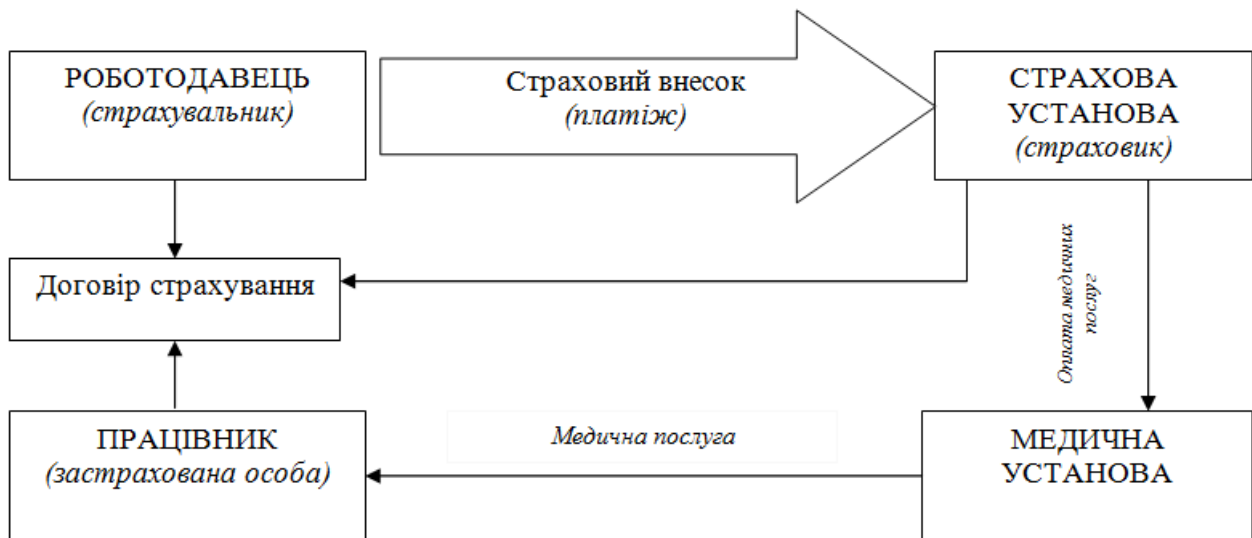 РОБОТОДАВЕЦЬ
(страхувальник)
Страховий внесок
(платіж)
СТРАХОВА
УСТАНОВА
(страховик)
Договір страхування
Оплата медичних
послуг
ПРАЦІВНИК
(застрахована особа)
Медична послуга
МЕДИЧНА
УСТАНОВА